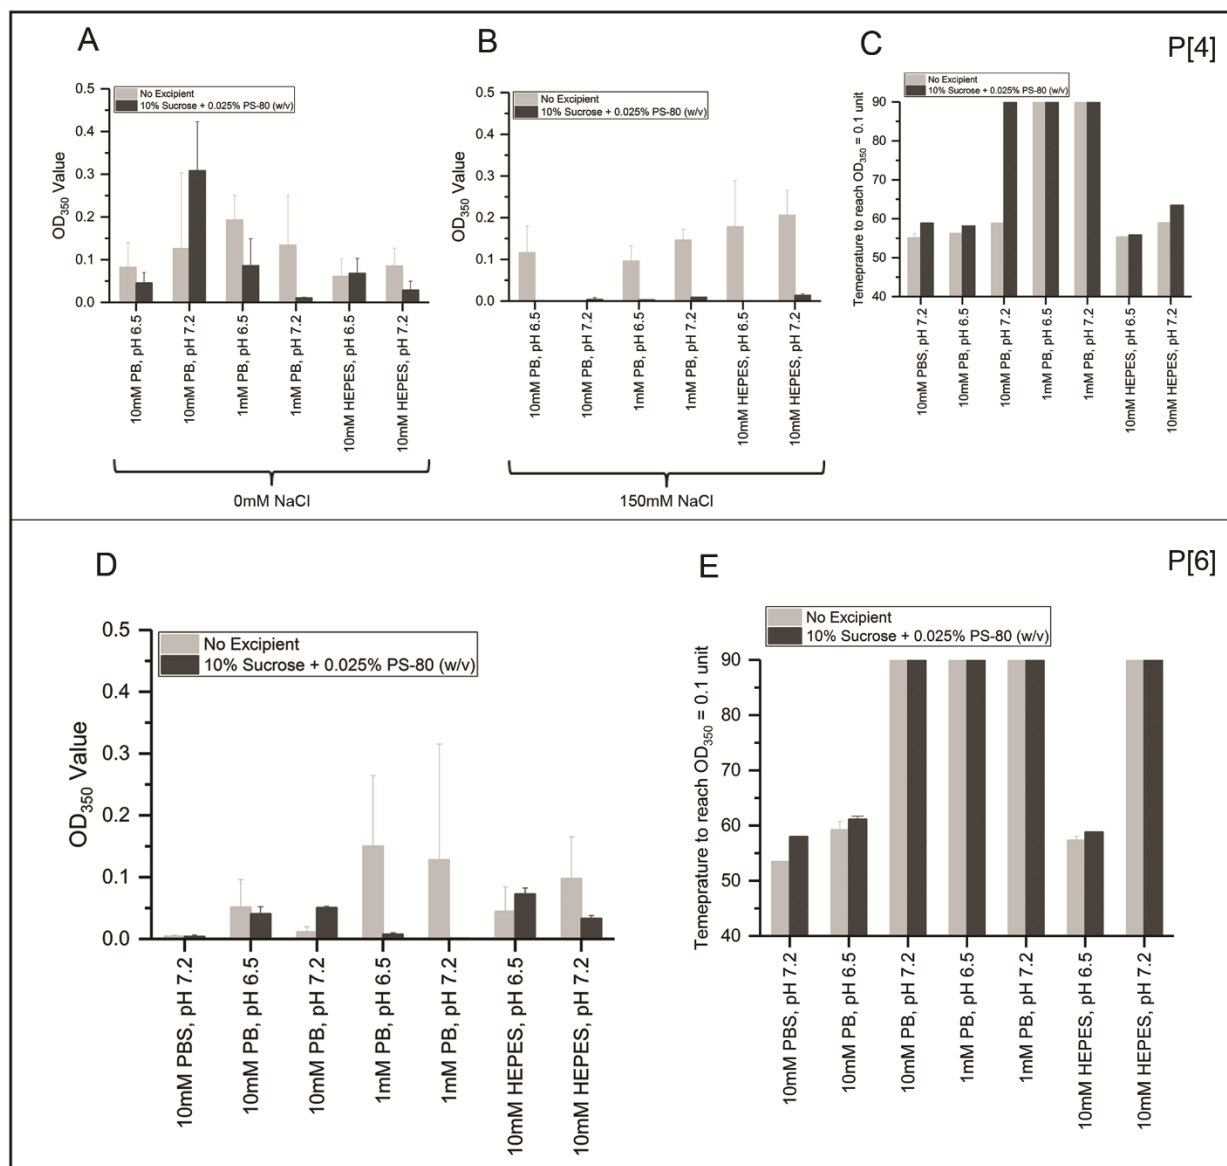 A
No Excipient
10% Sucrose + 0.025% PS-80 (w/v)
OD350 Value
0.5
0.4
0.3
0.2
0.1
0.0
10mM PB, pH 6.5
10mM PB, pH 7.2
1mM PB, pH 6.5
1mM PB, pH 7.2
10mM HEPES, pH 6.5
10mM HEPES, pH 7.2
0mM NaCl
B
No Excipient
10% Sucrose + 0.025% PS-80 (w/v)
OD350 Value
0.5
0.4
0.3
0.2
0.1
0.0
10mM PB, pH 6.5
10mM PB, pH 7.2
1mM PB, pH 6.5
1mM PB, pH 7.2
10mM HEPES, pH 6.5
10mM HEPES, pH 7.2
150mM NaCl
C
P[4]
No Excipient
10% Sucrose + 0.025% PS-80 (w/v)
Temeprature to reach OD350 = 0.1 unit
90
80
70
60
50
40
10mM PBS, pH 7.2
10mM PB, pH 6.5
10mM PB, pH 7.2
1mM PB, pH 6.5
1mM PB, pH 7.2
10mM HEPES, pH 6.5
10mM HEPES, pH 7.2
D
No Excipient
10% Sucrose + 0.025% PS-80 (w/v)
OD350 Value
0.5
0.4
0.3
0.2
0.1
0.0
10mM PBS, pH 7.2
10mM PB, pH 6.5
10mM PB, pH 7.2
1mM PB, pH 6.5
1mM PB, pH 7.2
10mM HEPES, pH 6.5
10mM HEPES, pH 7.2
E
P[6]
No Excipient
10% Sucrose + 0.025% PS-80 (w/v)
Temeprature to reach OD350 = 0.1 unit
90
80
70
60
50
40
10mM PBS, pH 7.2
10mM PB, pH 6.5
10mM PB, pH 7.2
1mM PB, pH 6.5
1mM PB, pH 7.2
10mM HEPES, pH 6.5
10mM HEPES, pH 7.2